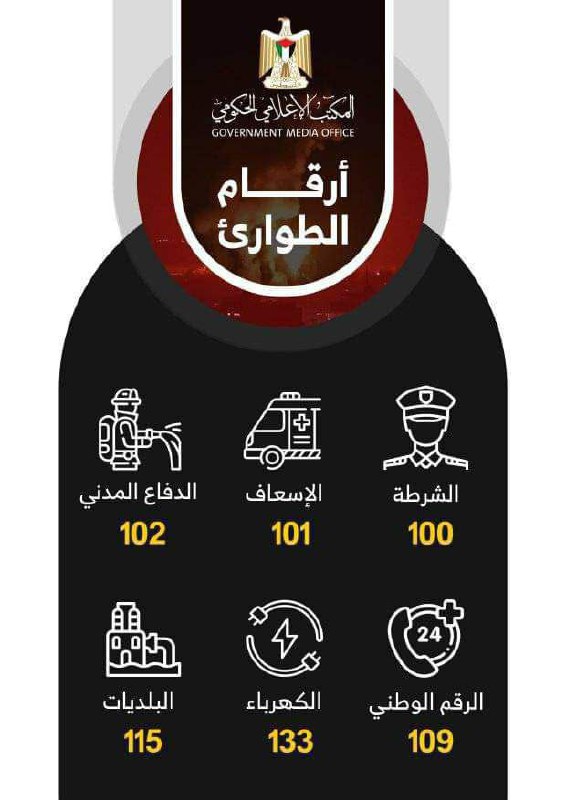 المكتب الإعلامي الحكومي
GOVERNMENT MEDIA OFFICE
أرقــــام
الطوارئ
الشرطة
100
الإسعاف
101
الدفاع المدني
102
24
الرقم الوطني
109
الكهرباء
133
البلديات
115